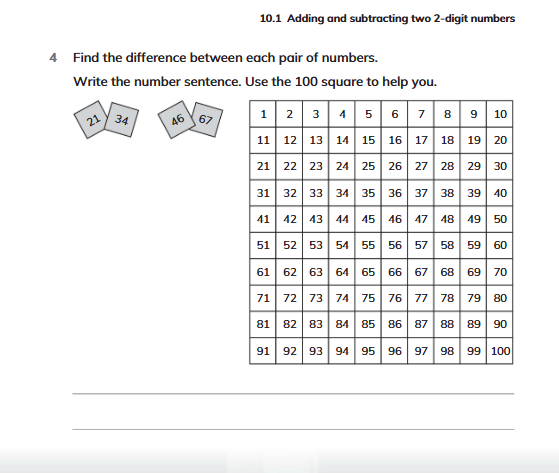 10.1 Adding and subtracting two 2-digit numbers
4 Find the difference between each pair of numbers.
Write the number sentence. Use the 100 square to help you.
21 34 46 67
1 2 3 4 5 6 7 8 9 10
11 12 13 14 15 16 17 18 19 20
21 22 23 24 25 26 27 28 29 30
31 32 33 34 35 36 37 38 39 40
41 42 43 44 45 46 47 48 49 50
51 52 53 54 55 56 57 58 59 60
61 62 63 64 65 66 67 68 69 70
71 72 73 74 75 76 77 78 79 80
81 82 83 84 85 86 87 88 89 90
91 92 93 94 95 96 97 98 99 100